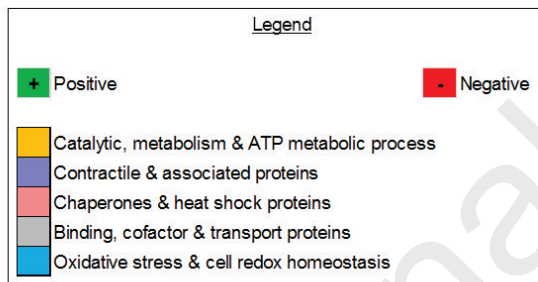 Legend
+ Positive
- Negative
Catalytic, metabolism & ATP metabolic process
Contractile & associated proteins
Chaperones & heat shock proteins
Binding, cofactor & transport proteins
Oxidative stress & cell redox homeostasis